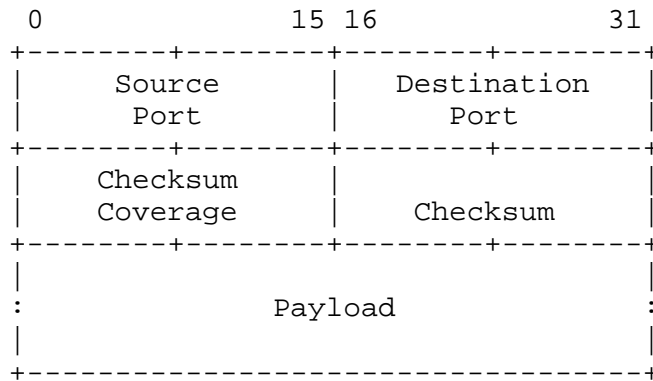 0 15 16 31
+--------+--------+--------+--------+
| Source | Destination |
| Port | Port |
+--------+--------+--------+--------+
| Checksum | |
| Coverage | Checksum |
+--------+--------+--------+--------+
| |
: Payload :
| |
+-----------------------------------+